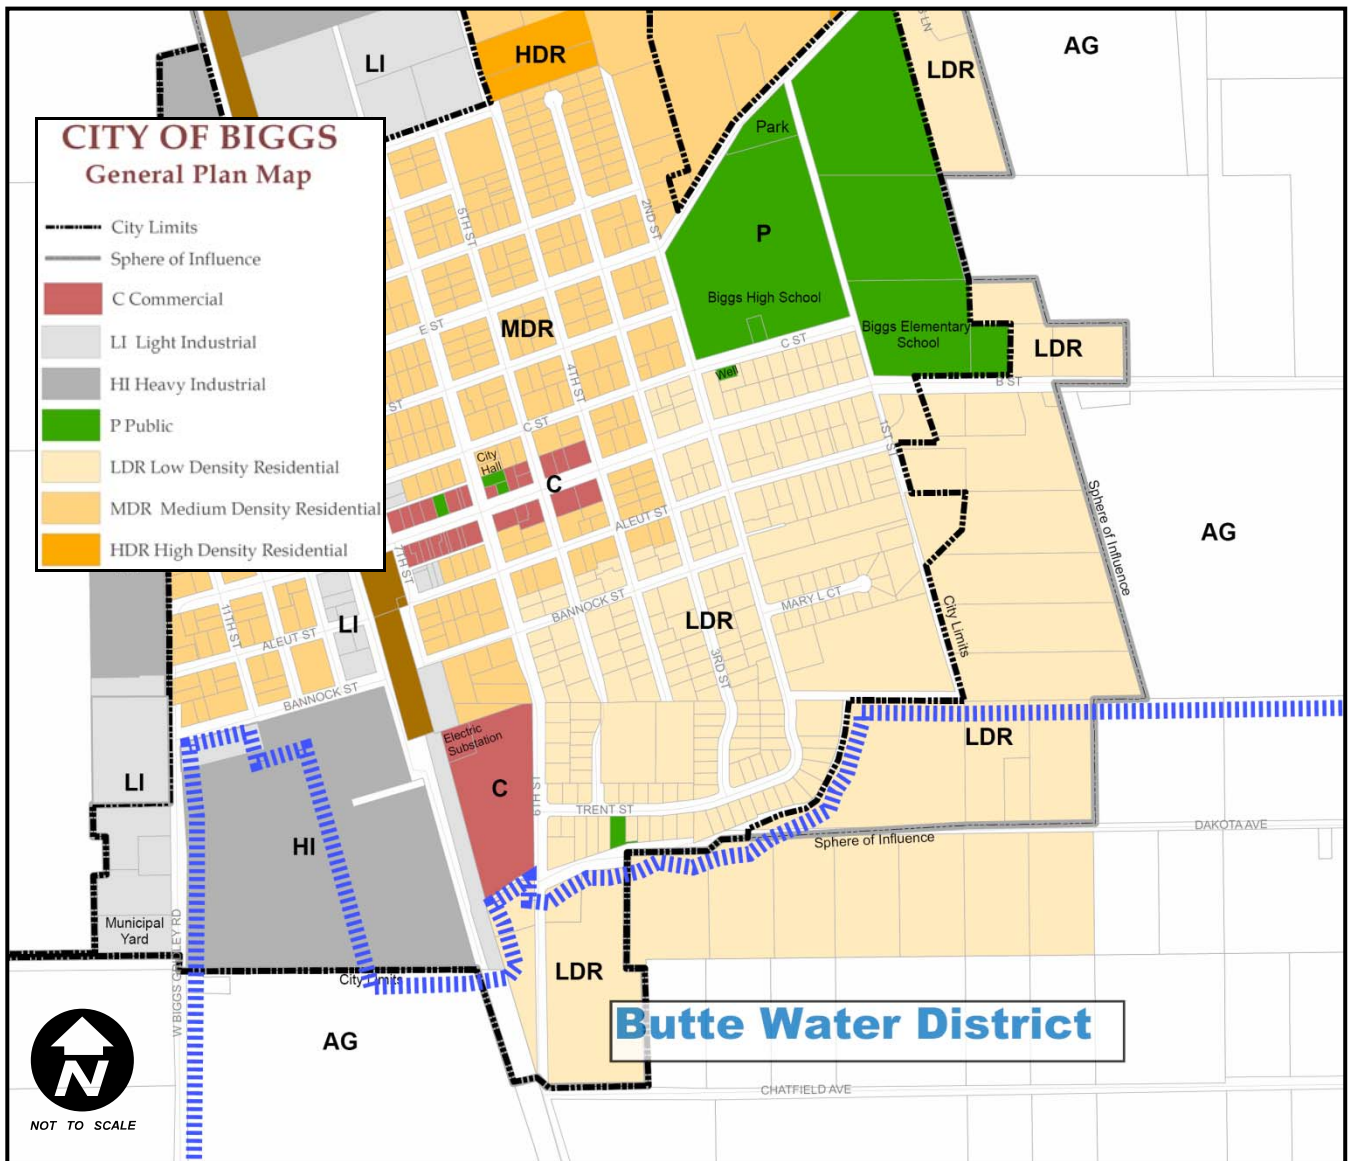 CITY OF BIGGS
General Plan Map
City Limits
Sphere of Influence
C Commercial
LI Light Industrial
HI Heavy Industrial
P Public
LDR Low Density Residential
MDR Medium Density Residential
HDR High Density Residential
LI
HDR
LN
LDR
AG
Park
5TH ST
2ND ST
P
Biggs High School
E ST
MDR
C ST
Biggs Elementary
School
LDR
B ST
4TH ST
Well
ST
C ST
1ST ST
City
Hall
C
Sphere of Influence
ALEUT ST
AG
7TH ST
11TH ST
ALEUT ST
LI
BANNOCK ST
MARY L CT
LDR
City Limits
3RD ST
BANNOCK ST
Electric
Substation
LDR
LI
C
6TH ST
TRENT ST
DAKOTA AVE
HI
Sphere of Influence
Municipal
Yard
W BIGGS GRIDLEY RD
City Limits
LDR
Butte Water District
AG
CHATFIELD AVE
N
NOT TO SCALE